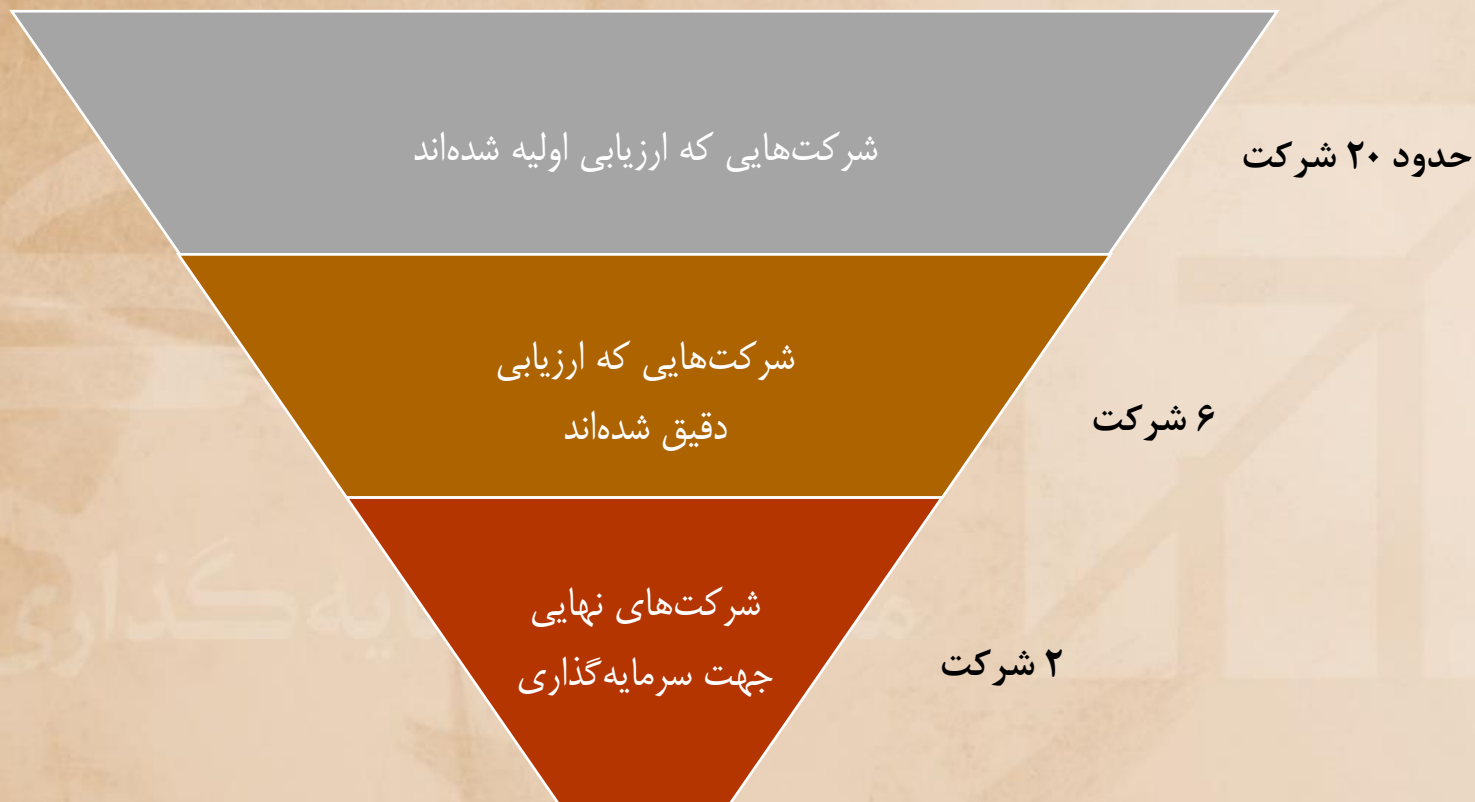 شرکت‌هایی که ارزیابی اولیه شده‌اند
حدود ۲۰ شرکت
شرکت‌هایی که ارزیابی
دقیق شده‌اند
۶ شرکت
شرکت‌های نهایی
جهت سرمایه‌گذاری
۲ شرکت